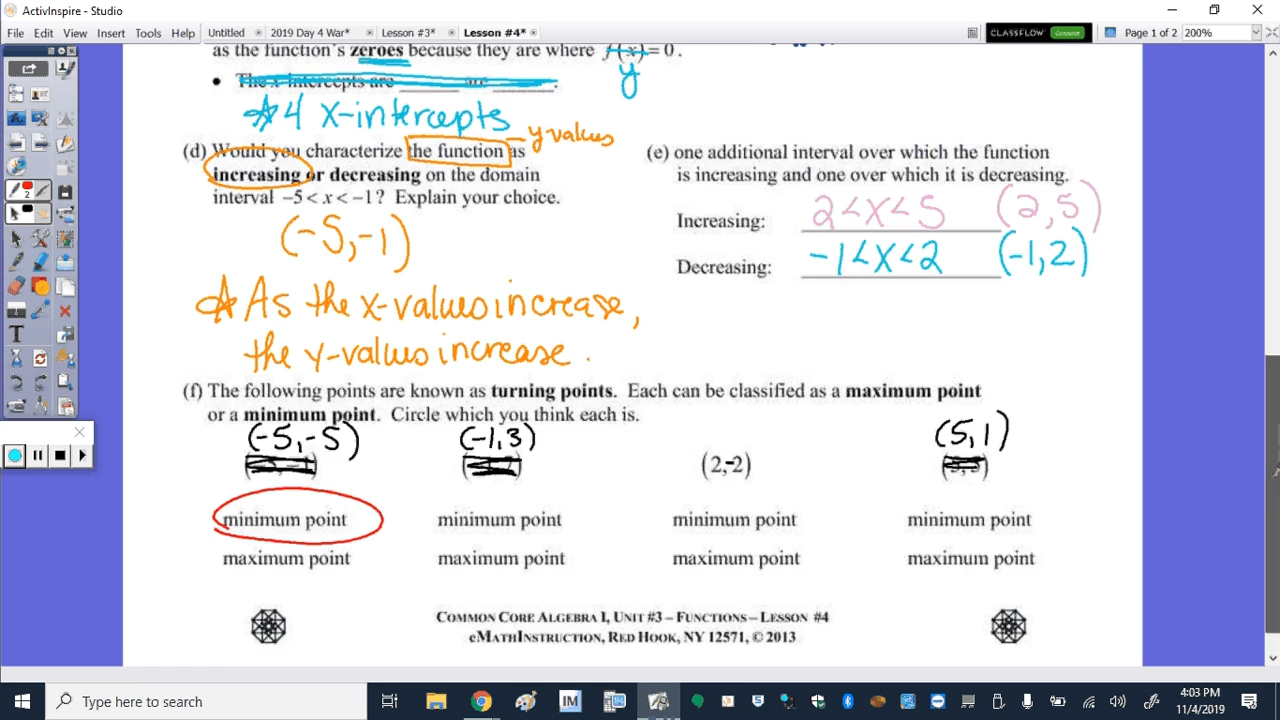 ActivInspire - Studio
File Edit View Insert Tools Help Untitled 2019 Day 4 War* Lesson #3* Lesson #4* CLASSFLOW Connect Page 1 of 2 200%
as the function's zeroes because they are where f(x) = 0.
y
• The x-intercepts are ______ are ______.
4 x-intercepts
(d) Would you characterize the function as
y-values
increasing or decreasing on the domain
interval −5 < x < −1? Explain your choice.
(-5,-1)
As the x-values increase,
the y-values increase.
(e) one additional interval over which the function
is increasing and one over which it is decreasing.
Increasing: 2<x<5 (2,5)
Decreasing: -1<x<2 (-1,2)
(f) The following points are known as turning points. Each can be classified as a maximum point
or a minimum point. Circle which you think each is.
(-5,-5) (-1,3) (2,-2) (5,1)
minimum point minimum point minimum point minimum point
maximum point maximum point maximum point maximum point
COMMON CORE ALGEBRA I, UNIT #3 – FUNCTIONS – LESSON #4
eMATHINSTRUCTION, RED HOOK, NY 12571, © 2013
2
T
Type here to search
IM
4:03 PM
11/4/2019